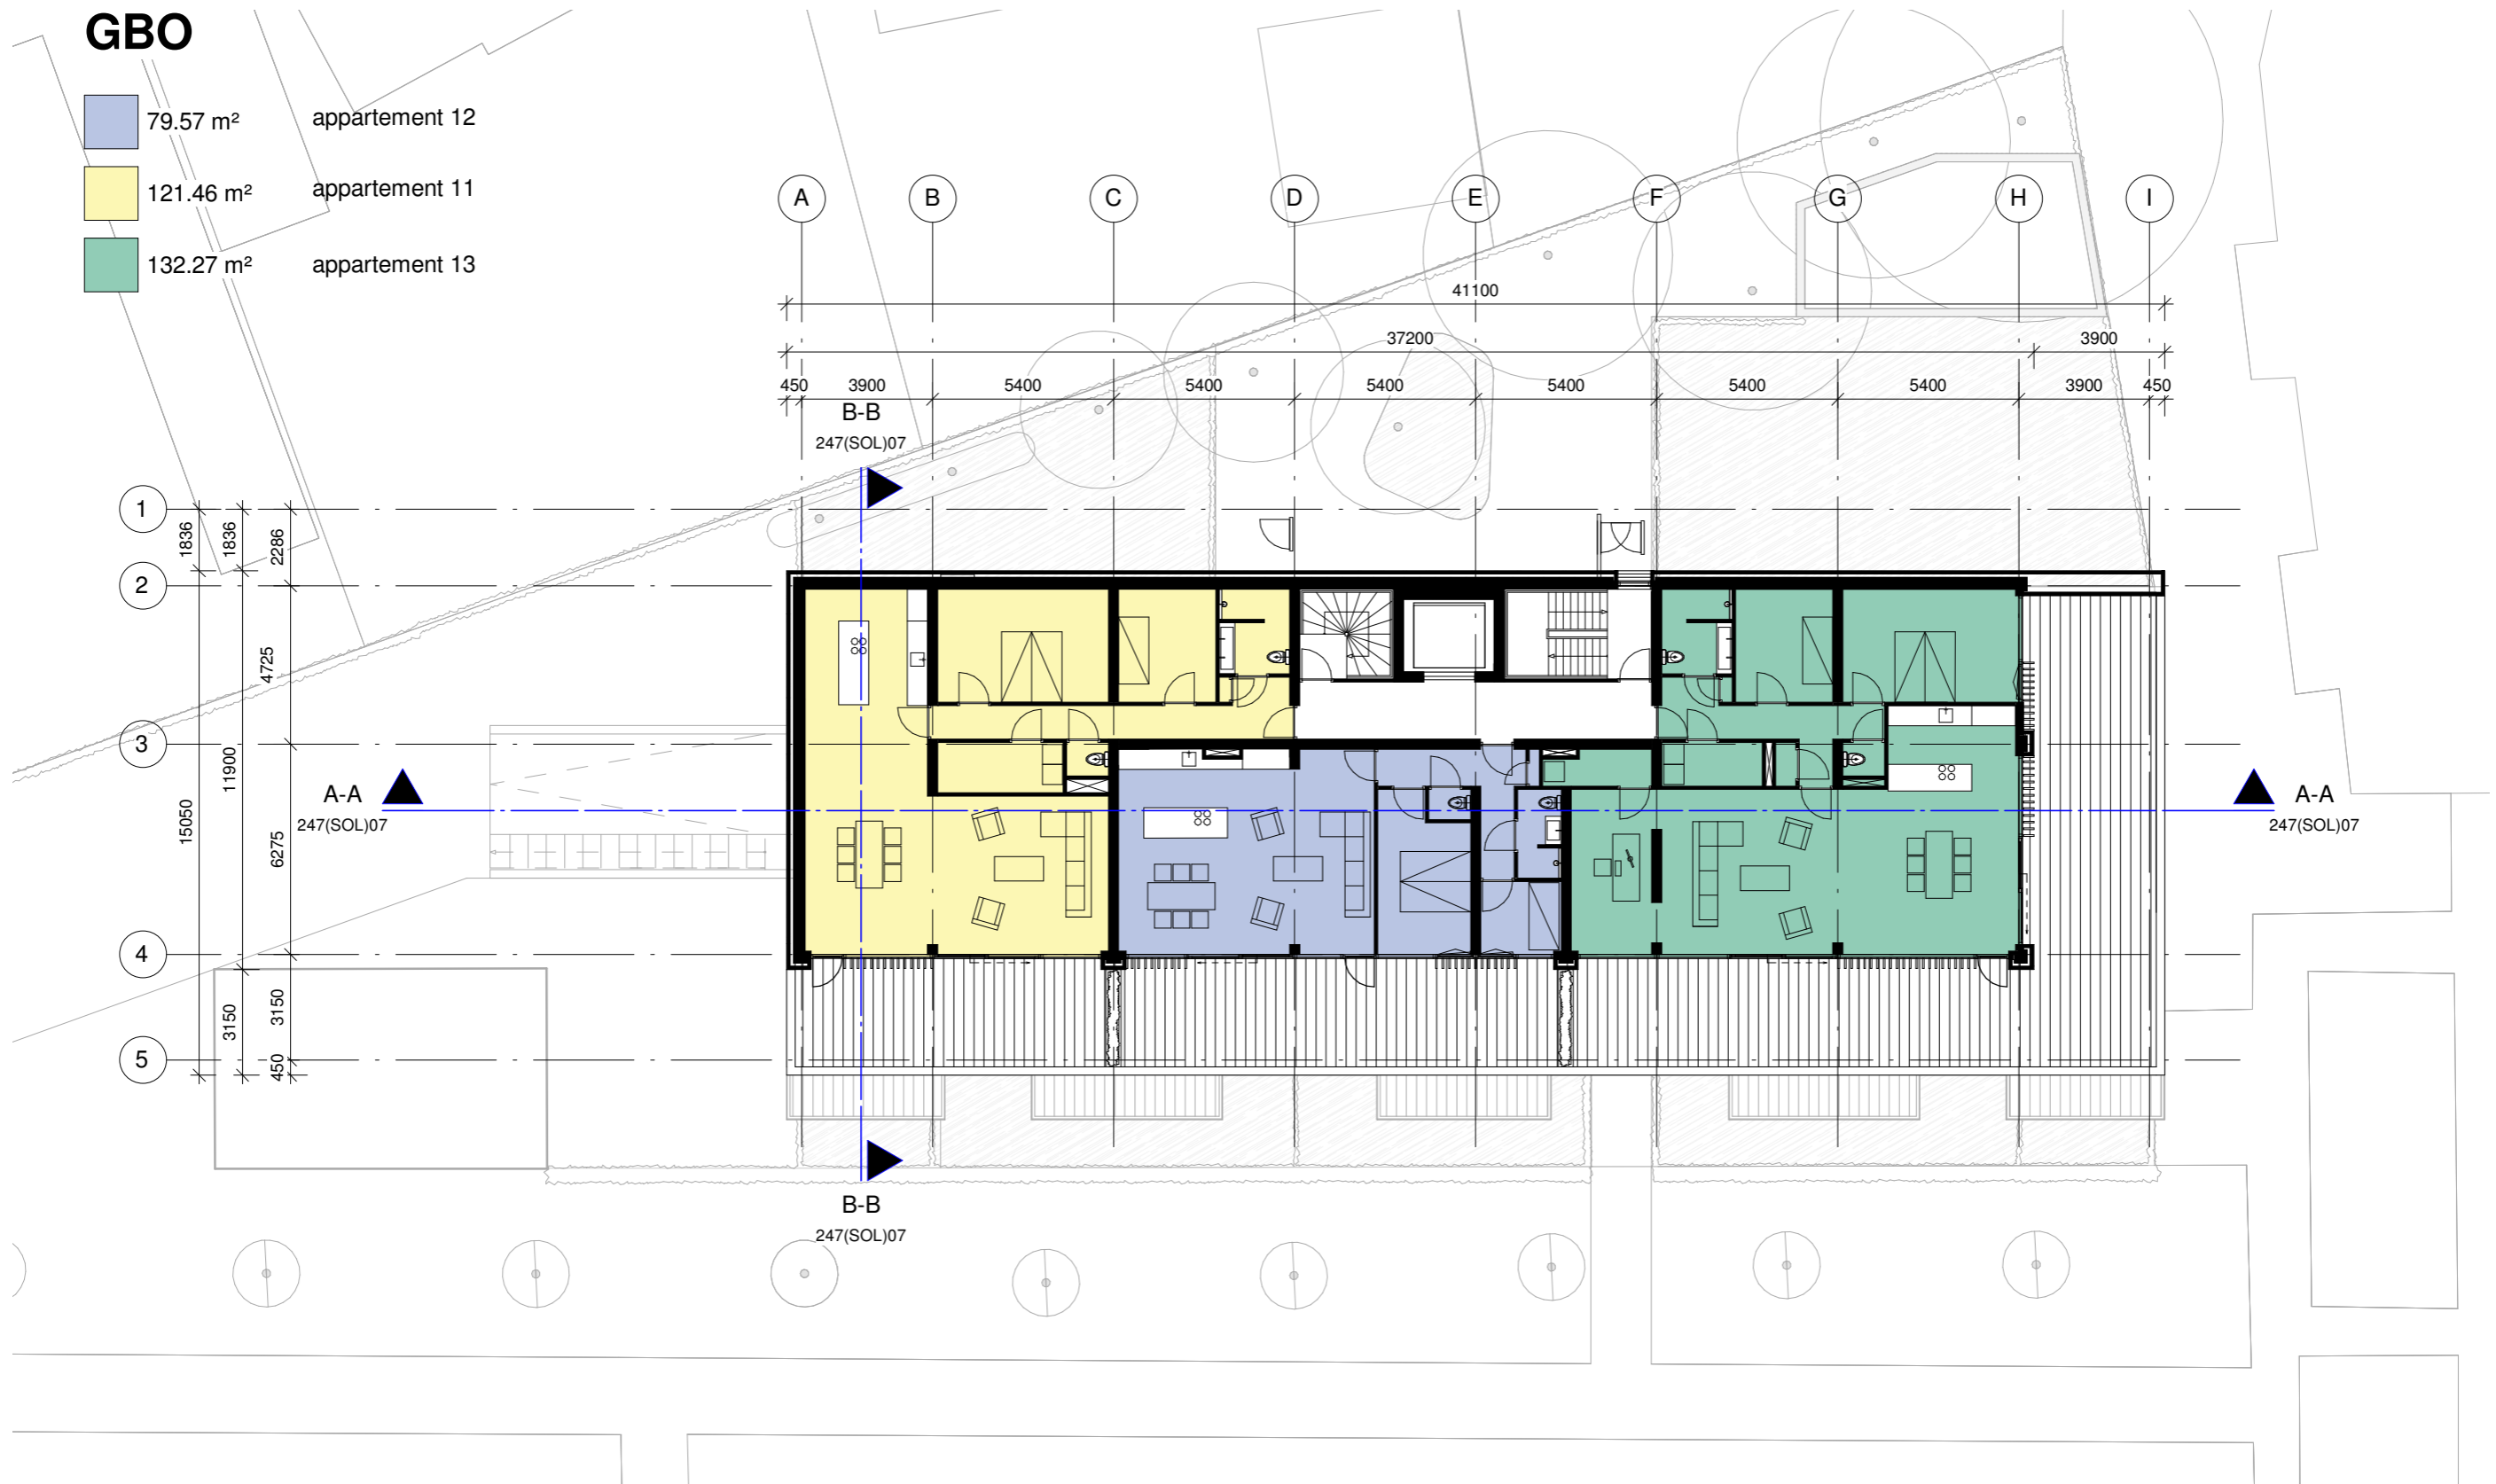 GBO
79.57 m² appartement 12
121.46 m² appartement 11
132.27 m² appartement 13
A B C D E F G H I
41100
37200 3900
450 3900 5400 5400 5400 5400 5400 5400 3900 450
B-B
247(SOL)07
1
1836 1836 2286
2
4725
3
11900
15050
6275
A-A
247(SOL)07
A-A
247(SOL)07
4
3150 3150
5
450
B-B
247(SOL)07